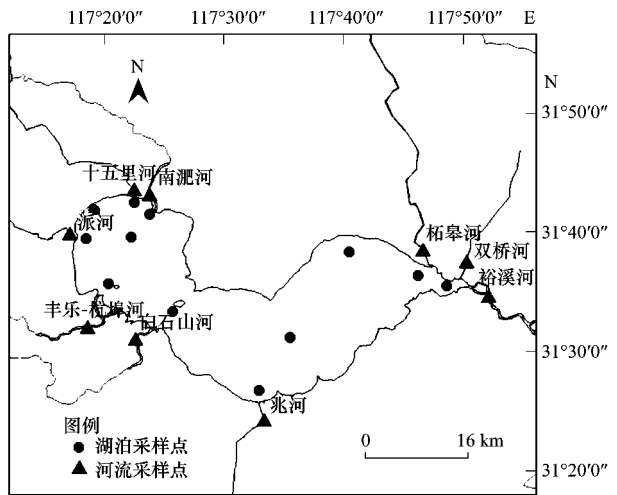 117°20′0″ 117°30′0″ 117°40′0″ 117°50′0″ E
N
N
31°50′0″
十五里河
南淝河
派河
31°40′0″
柘皋河
双桥河
裕溪河
丰乐-杭埠河
白石山河
31°30′0″
兆河
图例
湖泊采样点
河流采样点
0 16 km
31°20′0″